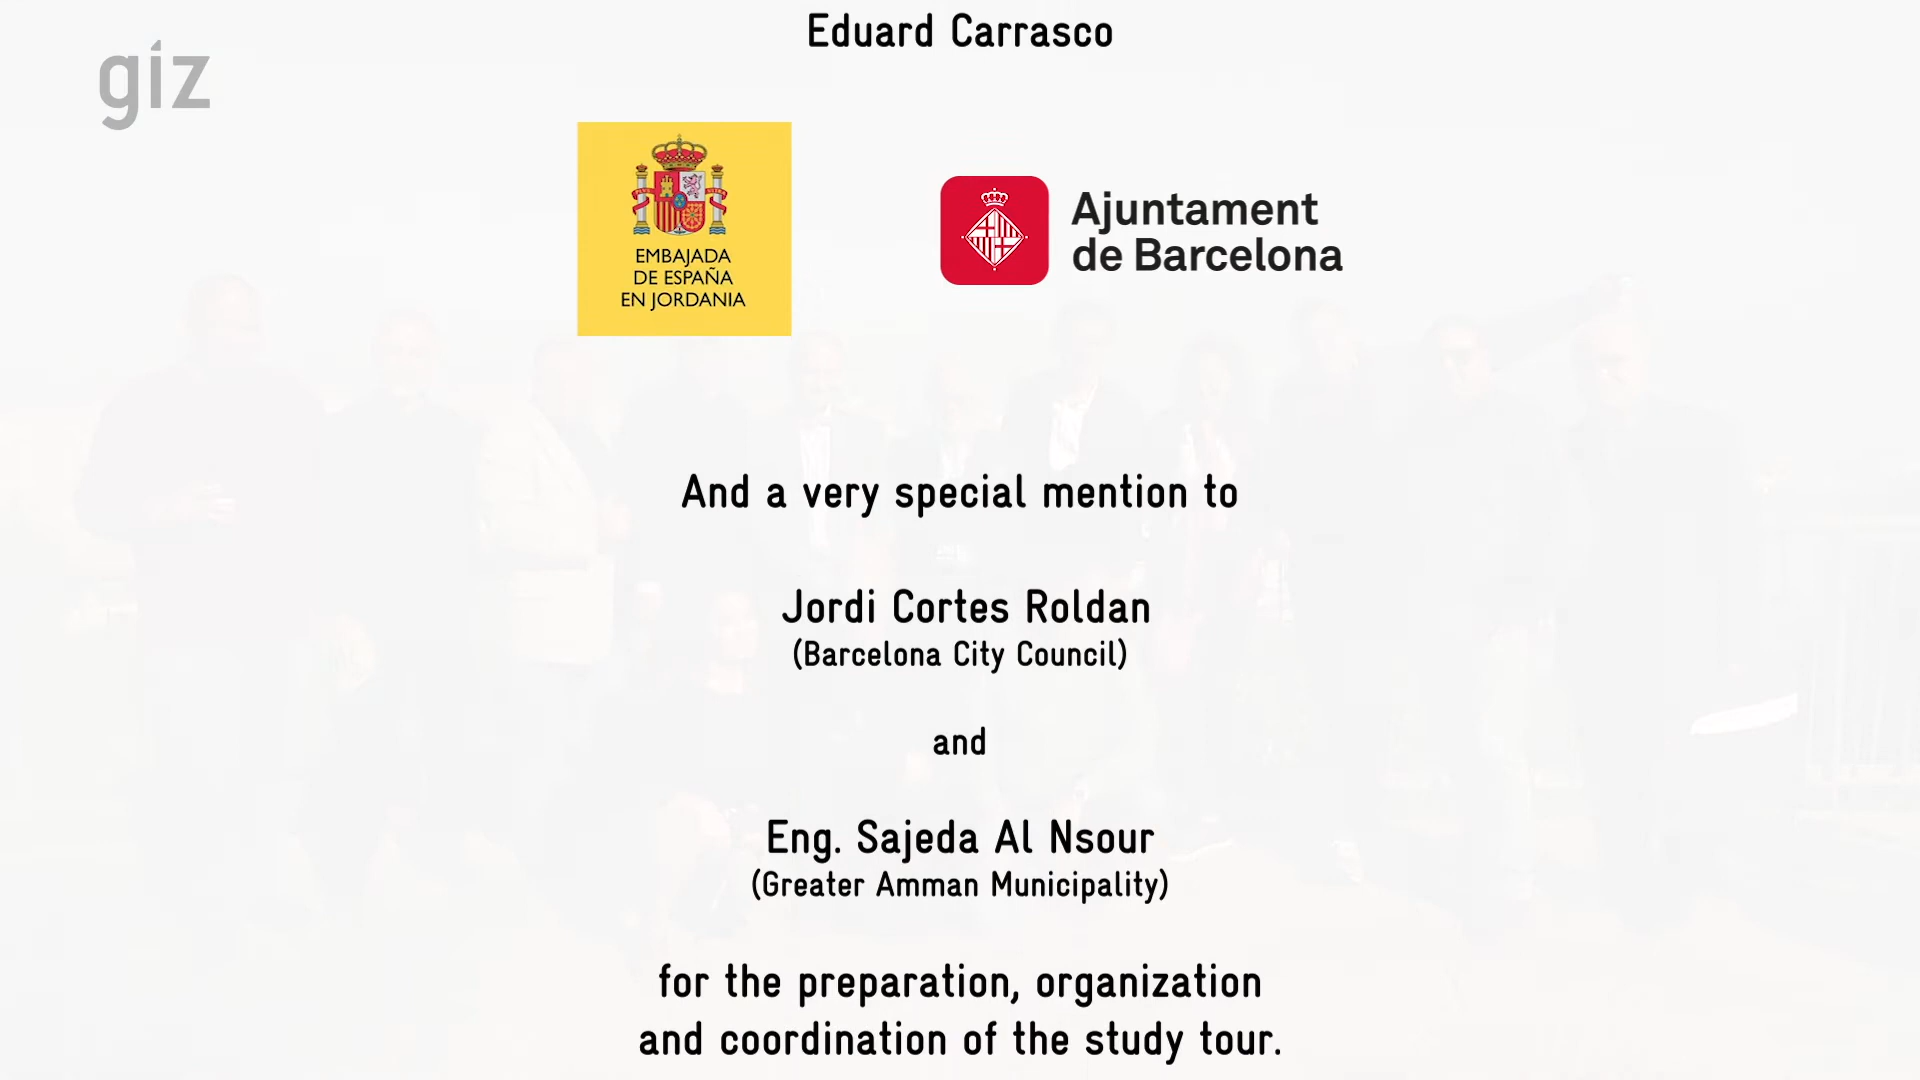 Eduard Carrasco
giz
EMBAJADA
DE ESPAÑA
EN JORDANIA
Ajuntament
de Barcelona
And a very special mention to
Jordi Cortes Roldan
(Barcelona City Council)
and
Eng. Sajeda Al Nsour
(Greater Amman Municipality)
for the preparation, organization
and coordination of the study tour.